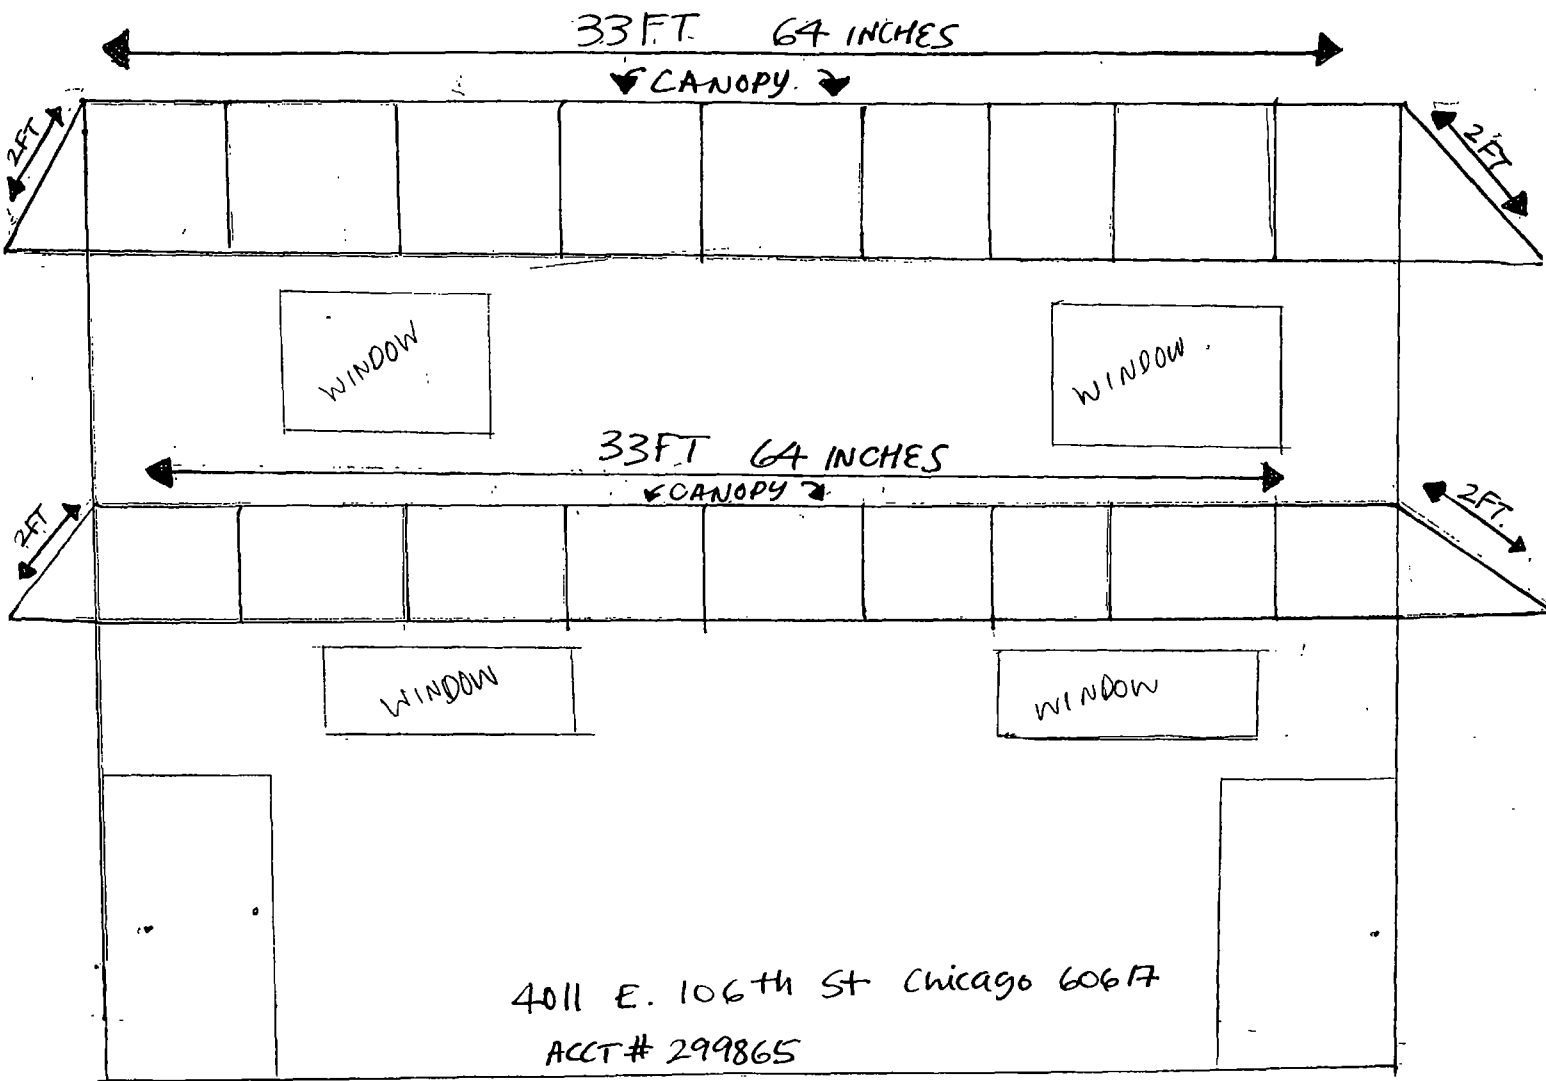 33 F.T. 64 INCHES
CANOPY.
2FT
2FT
WINDOW
WINDOW.
33FT 64 INCHES
CANOPY
2FT
2FT.
WINDOW
WINDOW
4011 E. 106th St Chicago 60617
ACCT# 299865